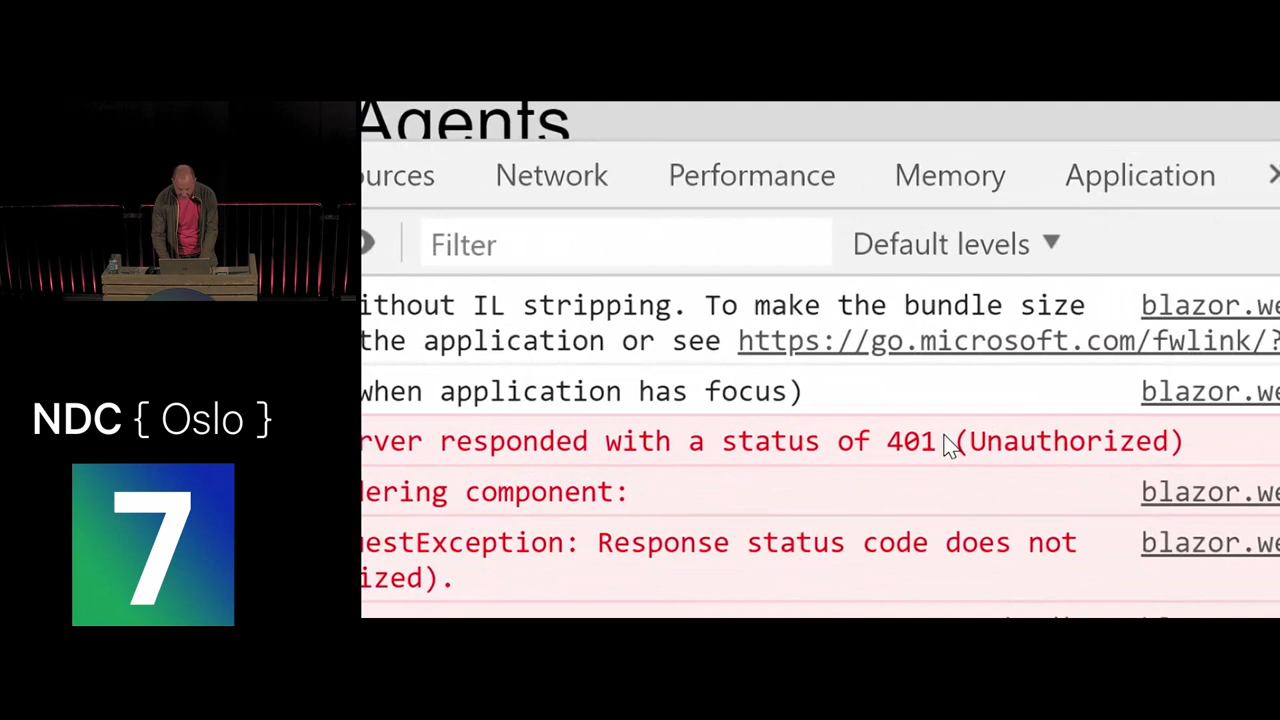 Agents
ources Network Performance Memory Application
Filter Default levels ▼
ithout IL stripping. To make the bundle size blazor.we
the application or see https://go.microsoft.com/fwlink/?
when application has focus) blazor.we
rver responded with a status of 401 (Unauthorized)
dering component: blazor.we
uestException: Response status code does not blazor.we
ized).
NDC { Oslo }
7